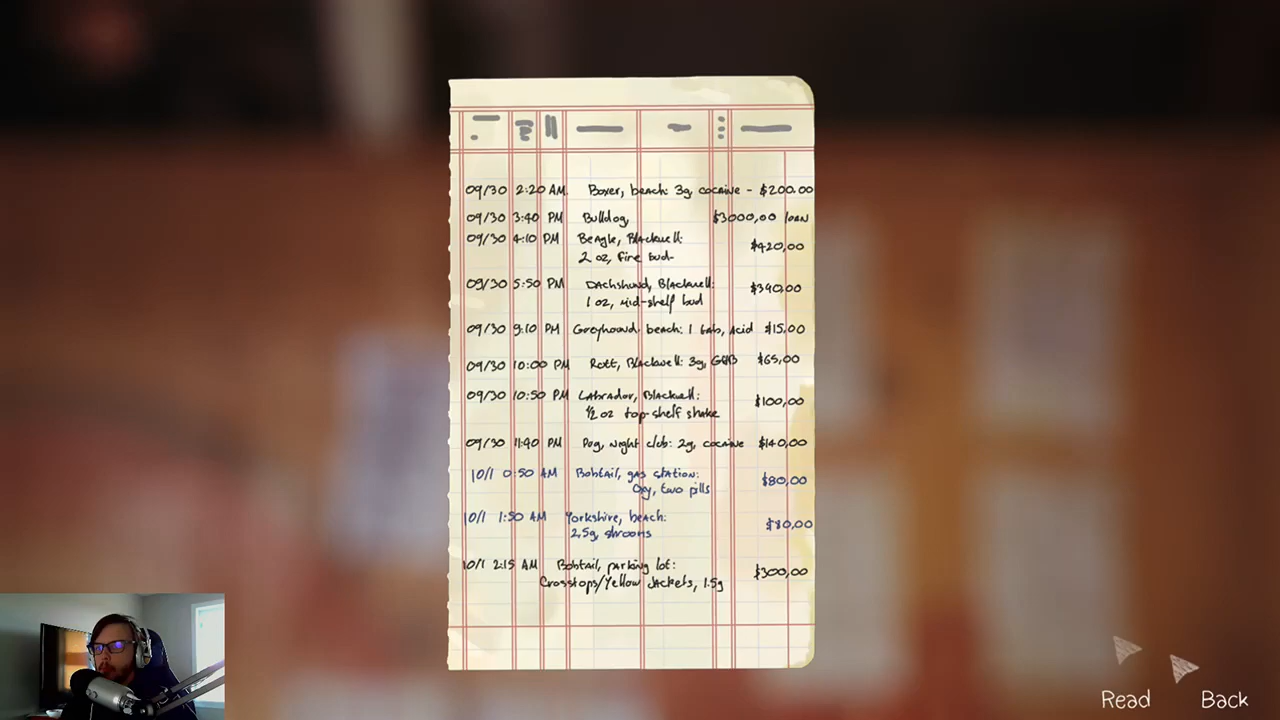 09/30 2:20 AM. Boxer, beach: 3g, cocaine - $200.00
09/30 3:40 PM Bulldog, $3000,00 loan
09/30 4:10 PM Beagle, Blackwell:
2 oz, fine bud- $420,00
09/30 5:50 PM Dachshund, Blackwell:
1 oz, mid-shelf bud $390.00
09/30 9:10 PM Greyhound, beach: 1 tab, acid $15.00
09/30 10:00 PM Rott, Blackwell: 3g, GHB $65,00
09/30 10:50 PM Labrador, Blackwell:
1/2 oz top-shelf shake $100,00
09/30 11:40 PM Pug, night club: 2g, cocaine $140,00
10/1 0:50 AM Bobtail, gas station:
Oxy, two pills $80,00
10/1 1:50 AM Yorkshire, beach:
2,5g, shrooms $80,00
10/1 2:15 AM Bobtail, parking lot:
Crosstops/Yellow Jackets, 1.5g $300,00
Read Back